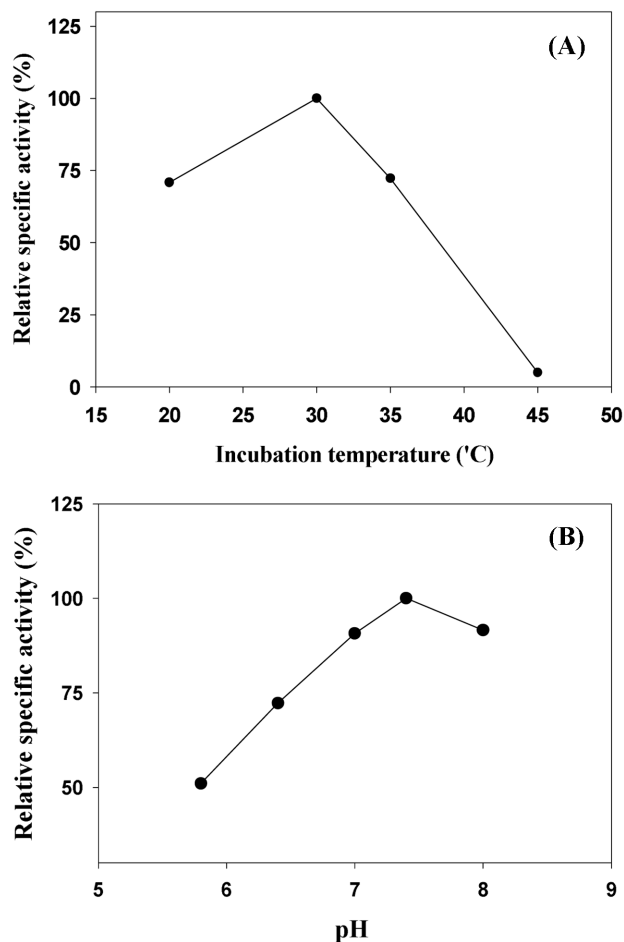 (A)
Relative specific activity (%)
125
100
75
50
25
0
15 20 25 30 35 40 45 50
Incubation temperature ('C)
(B)
Relative specific activity (%)
125
100
75
50
5 6 7 8 9
pH